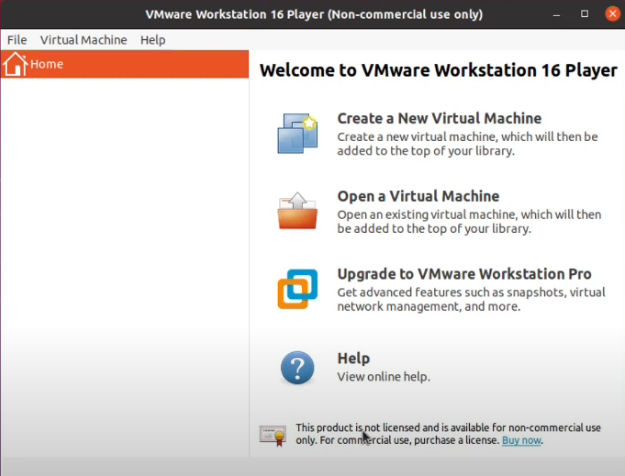 VMware Workstation 16 Player (Non-commercial use only)
File Virtual Machine Help
Home
Welcome to VMware Workstation 16 Player
Create a New Virtual Machine
Create a new virtual machine, which will then be
added to the top of your library.
Open a Virtual Machine
Open an existing virtual machine, which will then
be added to the top of your library.
Upgrade to VMware Workstation Pro
Get advanced features such as snapshots, virtual
network management, and more.
?
Help
View online help.
This product is not licensed and is available for non-commercial use
only. For commercial use, purchase a license. Buy now.